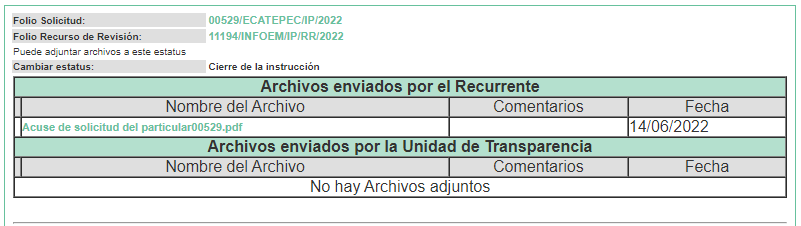 Folio Solicitud: 00529/ECATEPEC/IP/2022
Folio Recurso de Revisión: 11194/INFOEM/IP/RR/2022
Puede adjuntar archivos a este estatus
Cambiar estatus: Cierre de la instrucción
Archivos enviados por el Recurrente
Nombre del Archivo Comentarios Fecha
Acuse de solicitud del particular00529.pdf 14/06/2022
Archivos enviados por la Unidad de Transparencia
Nombre del Archivo Comentarios Fecha
No hay Archivos adjuntos